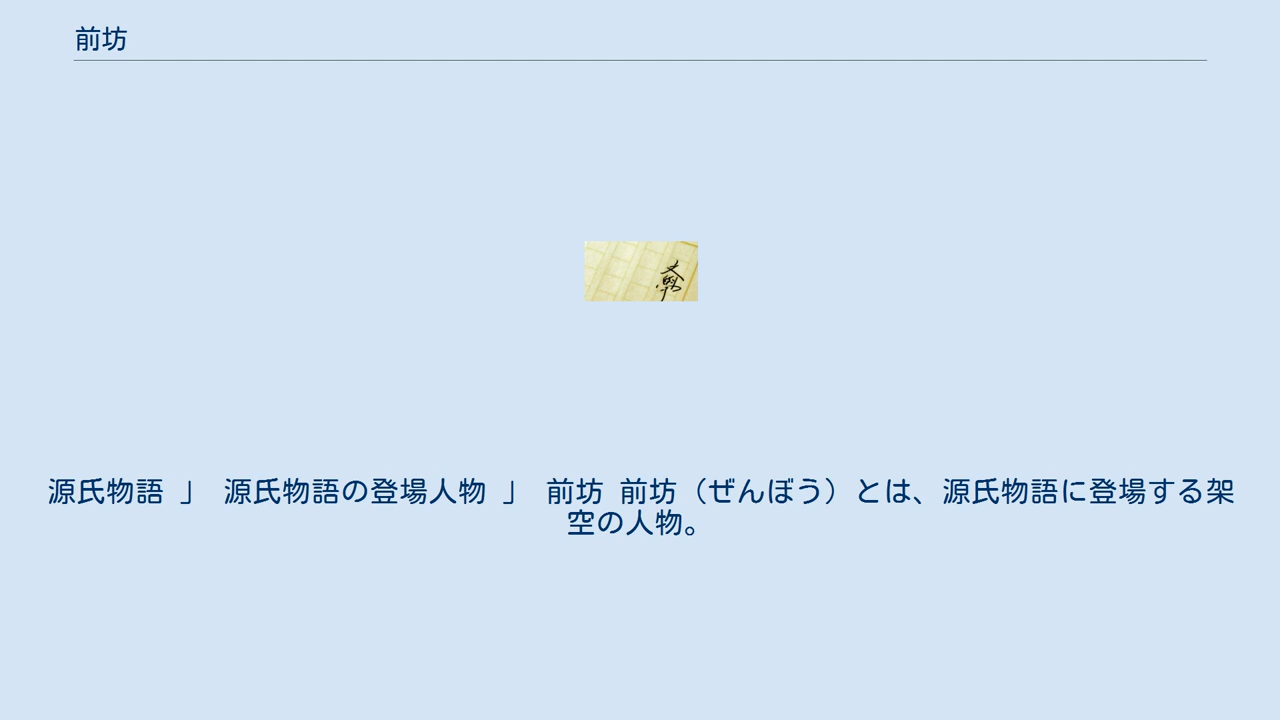 前坊
源氏物語 」 源氏物語の登場人物 」 前坊 前坊（ぜんぼう）とは、源氏物語に登場する架
空の人物。